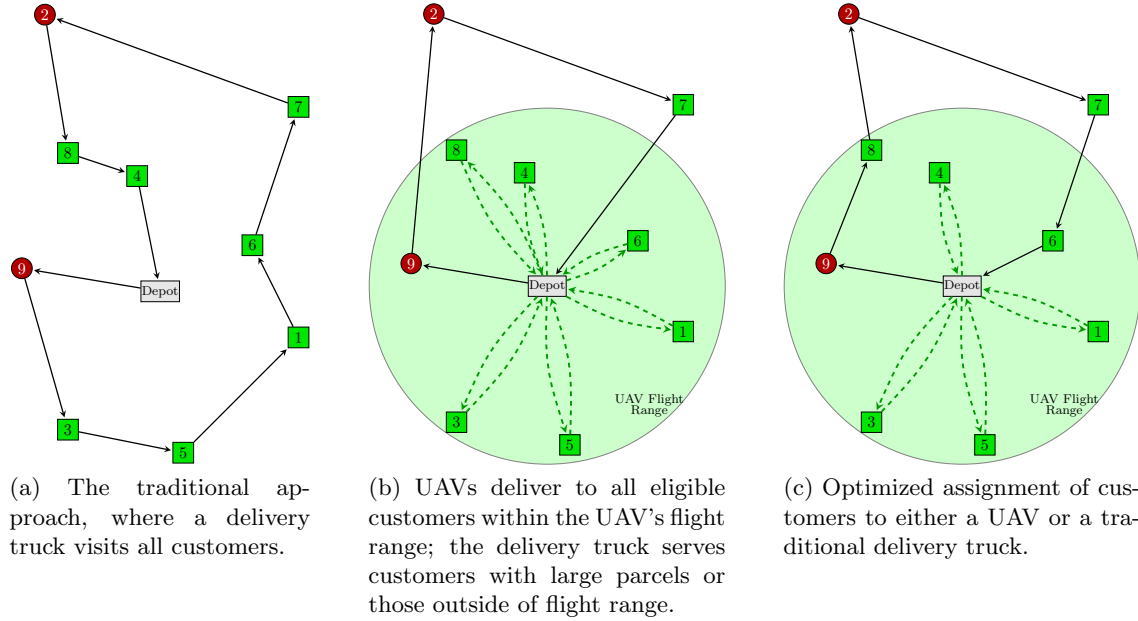 2
7
8
4
6
9
Depot
1
3
5
(a) The traditional ap-
proach, where a delivery
truck visits all customers.
2
7
8
4
6
9
Depot
1
UAV Flight
Range
3
5
(b) UAVs deliver to all eligible
customers within the UAV's flight
range; the delivery truck serves
customers with large parcels or
those outside of flight range.
2
7
8
4
6
9
Depot
1
UAV Flight
Range
3
5
(c) Optimized assignment of cus-
tomers to either a UAV or a tra-
ditional delivery truck.